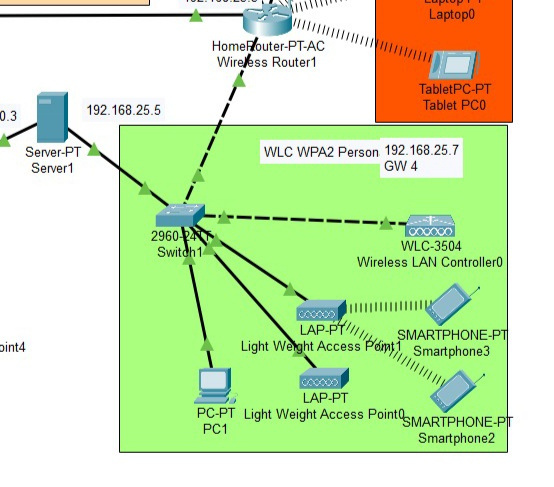 HomeRouter-PT-AC
Wireless Router1
Laptop0
TabletPC-PT
Tablet PC0
0.3
192.168.25.5
Server-PT
Server1
WLC WPA2 Person
192.168.25.7
GW 4
2960-24TT
Switch1
WLC-3504
Wireless LAN Controller0
LAP-PT
Light Weight Access Point1
SMARTPHONE-PT
Smartphone3
oint4
PC-PT
PC1
LAP-PT
Light Weight Access Point0
SMARTPHONE-PT
Smartphone2